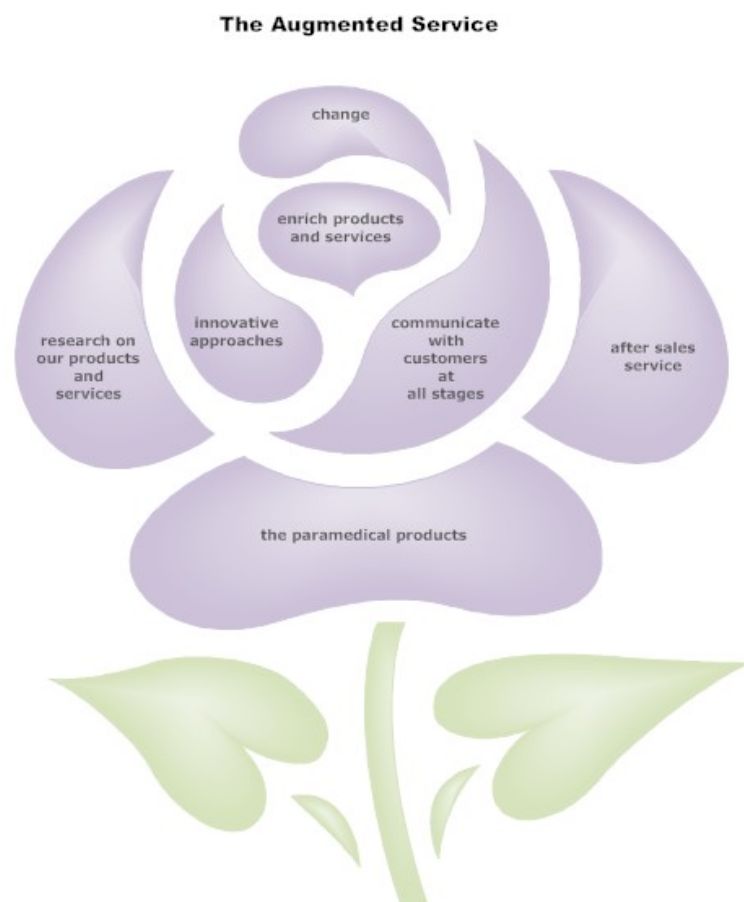 The Augmented Service
change
enrich products
and services
innovative
approaches
communicate
with
customers
at
all stages
research on
our products
and
services
after sales
service
the paramedical products